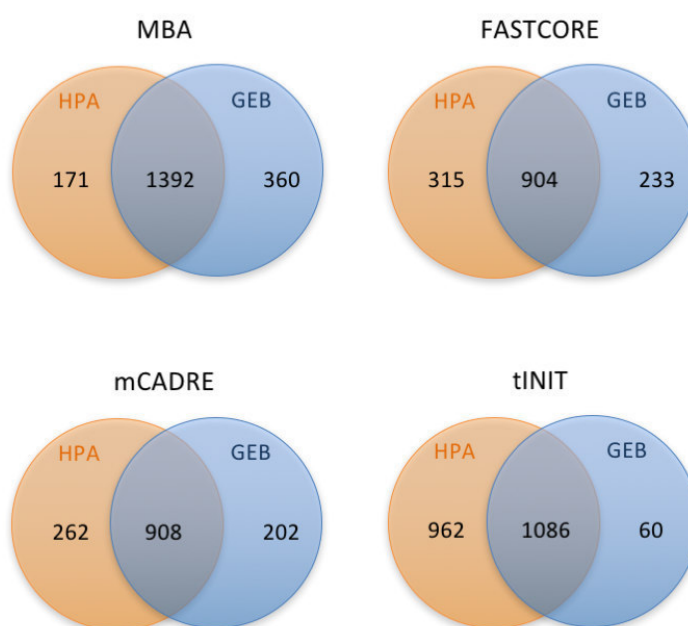 MBA
FASTCORE
HPA
GEB
HPA
GEB
171
1392
360
315
904
233
mCADRE
tINIT
HPA
GEB
HPA
GEB
262
908
202
962
1086
60